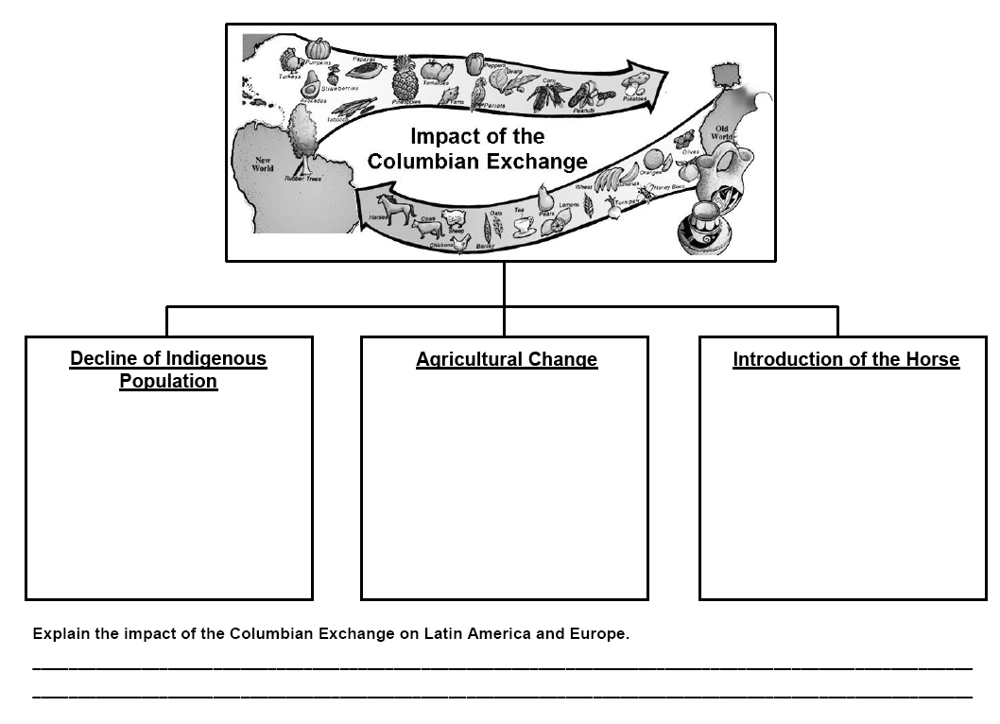 Papayas
Pumpkins
Turkeys
Strawberries
Avocados
Tobacco
Pineapples
Tomatoes
Yams
Peppers
Beans
Parrots
Corn
Peanuts
Potatoes
Impact of the
Columbian Exchange
New
World
Rubber Trees
Old
World
Olives
Oranges
Bananas
Honey Bees
Wheat
Turnips
Lemons
Pears
Tea
Oats
Barley
Sheep
Cows
Chickens
Horses
Decline of Indigenous
Population
Agricultural Change
Introduction of the Horse
Explain the impact of the Columbian Exchange on Latin America and Europe.